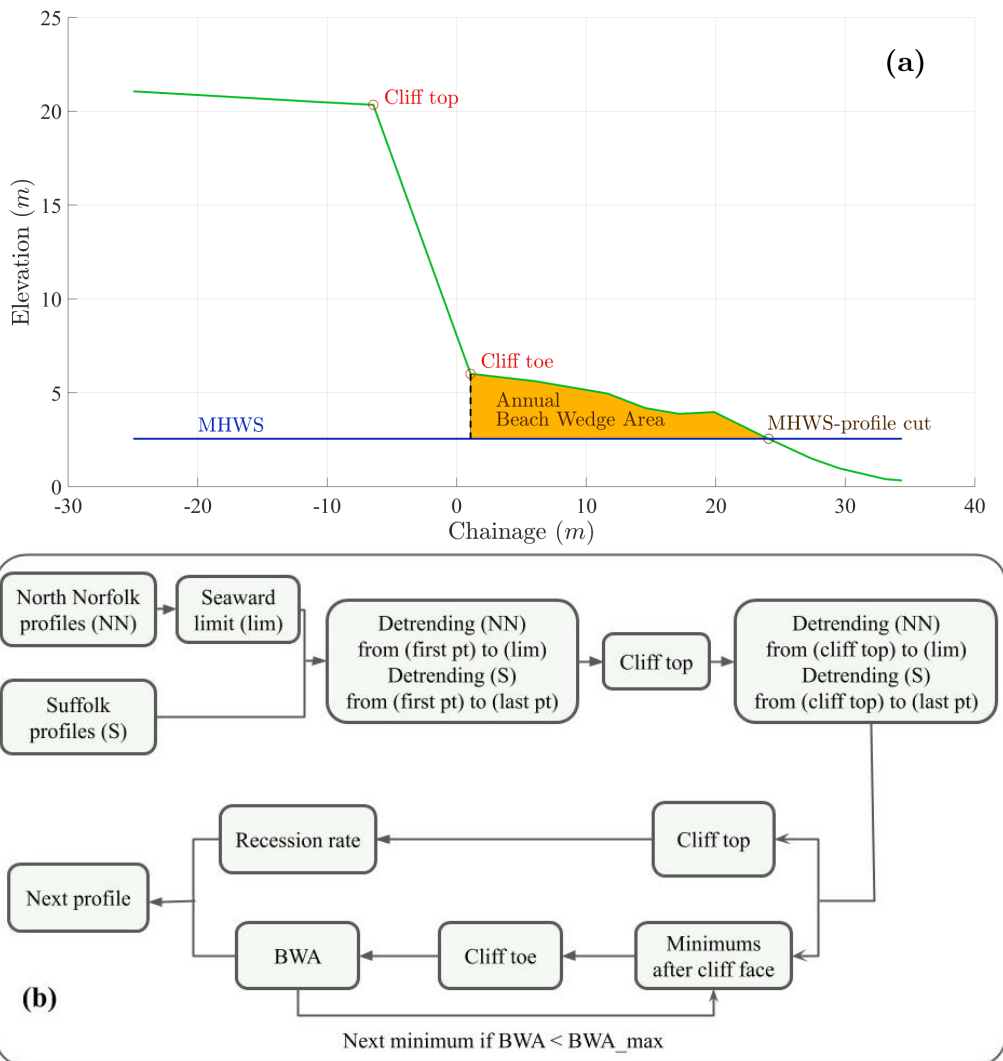 25
20
15
10
5
0
Elevation (m)
(a)
Cliff top
Cliff toe
Annual
Beach Wedge Area
MHWS
MHWS-profile cut
-30
-20
-10
0
10
20
30
40
Chainage (m)
North Norfolk
profiles (NN)
Seaward
limit (lim)
Suffolk
profiles (S)
Detrending (NN)
from (first pt) to (lim)
Detrending (S)
from (first pt) to (last pt)
Cliff top
Detrending (NN)
from (cliff top) to (lim)
Detrending (S)
from (cliff top) to (last pt)
Recession rate
Cliff top
Next profile
BWA
Cliff toe
Minimums
after cliff face
(b)
Next minimum if BWA < BWA_max